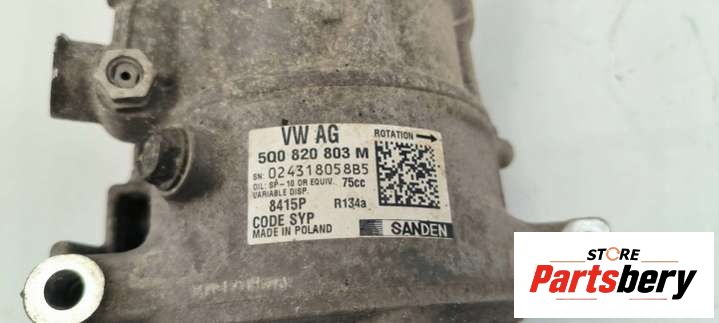 VW AG
ROTATION
5Q0 820 803 M
SN: 024318058B5
OIL: SP-10 OR EQUIV. 75cc
VARIABLE DISP.
8415P R134a
CODE SYP
MADE IN POLAND
SANDEN
STORE
Partsbery